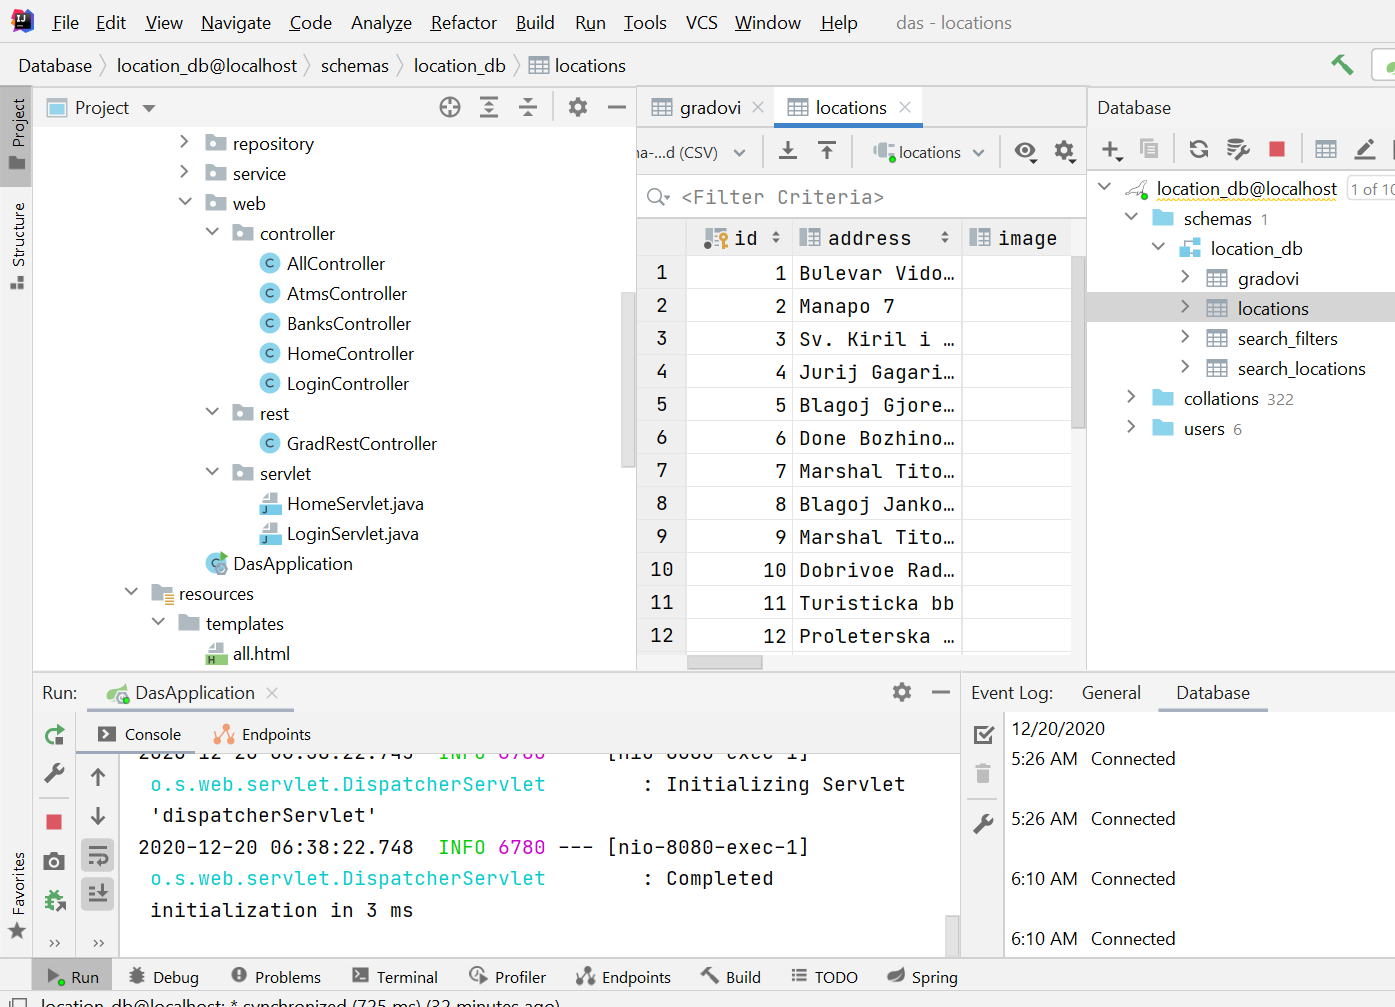 File Edit View Navigate Code Analyze Refactor Build Run Tools VCS Window Help das - locations
Database location_db@localhost schemas location_db locations
Project
Structure
Favorites
Project
repository
service
web
controller
AllController
AtmsController
BanksController
HomeController
LoginController
rest
GradRestController
servlet
HomeServlet.java
LoginServlet.java
DasApplication
resources
templates
all.html
gradovi locations
(CSV) locations
<Filter Criteria>
id address image
1 1 Bulevar Vido…
2 2 Manapo 7
3 3 Sv. Kiril i …
4 4 Jurij Gagari…
5 5 Blagoj Gjore…
6 6 Done Bozhino…
7 7 Marshal Tito…
8 8 Blagoj Janko…
9 9 Marshal Tito…
10 10 Dobrivoe Rad…
11 11 Turisticka bb
12 12 Proleterska …
Database
location_db@localhost 1 of 10
schemas 1
location_db
gradovi
locations
search_filters
search_locations
collations 322
users 6
Run: DasApplication
Console Endpoints
2020-12-20 06:38:22.745 INFO 6780 [nio-8080-exec-1]
o.s.web.servlet.DispatcherServlet : Initializing Servlet
'dispatcherServlet'
2020-12-20 06:38:22.748 INFO 6780 --- [nio-8080-exec-1]
o.s.web.servlet.DispatcherServlet : Completed
initialization in 3 ms
Event Log: General Database
12/20/2020
5:26 AM Connected
5:26 AM Connected
6:10 AM Connected
6:10 AM Connected
Run Debug Problems Terminal Profiler Endpoints Build TODO Spring
location_db@localhost: * synchronized (725 ms) (32 minutes ago)